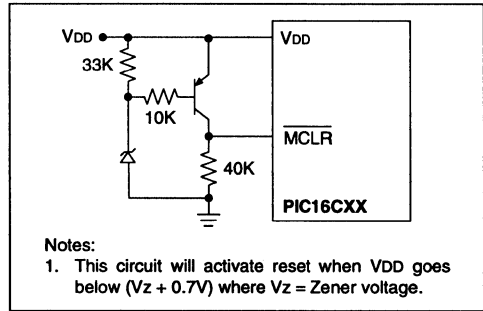 VDD
VDD
33K
10K
MCLR
40K
PIC16CXX
Notes:
1. This circuit will activate reset when VDD goes
below (Vz + 0.7V) where Vz = Zener voltage.